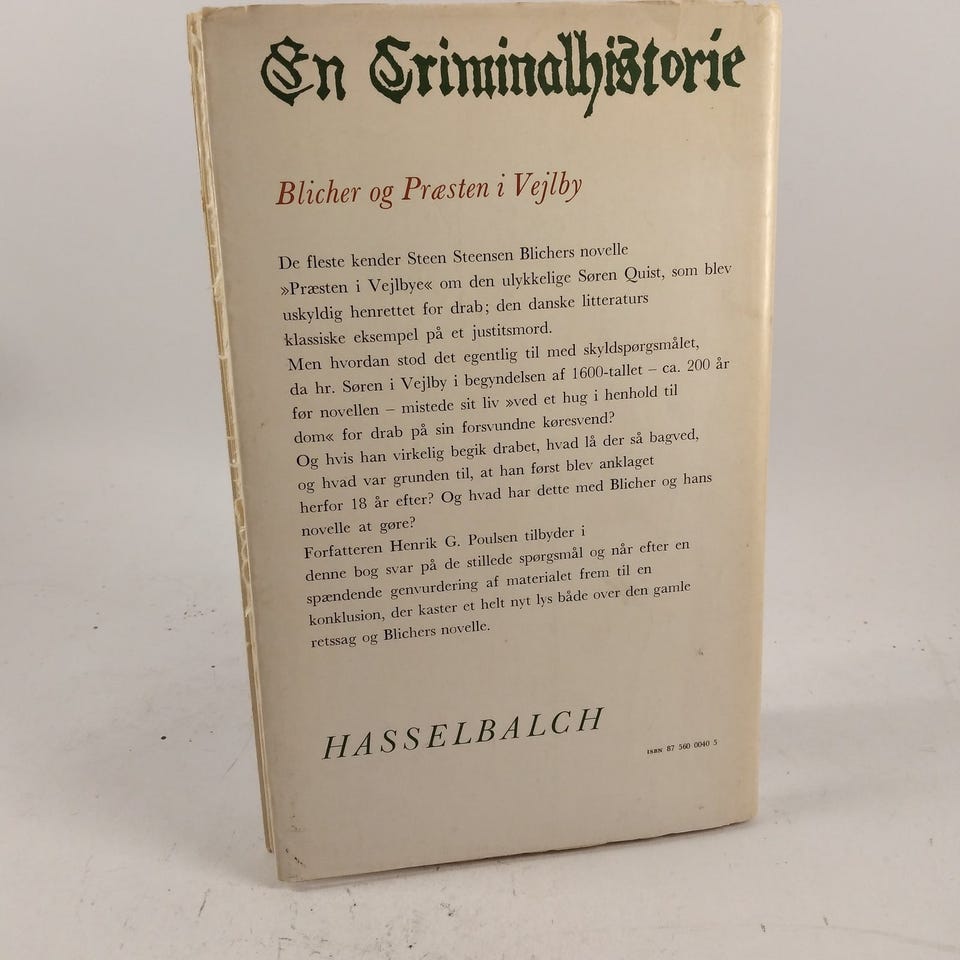 En Criminalhistorie
Blicher og Præsten i Vejlby
De fleste kender Steen Steensen Blichers novelle
»Præsten i Vejlbye« om den ulykkelige Søren Quist, som blev
uskyldig henrettet for drab; den danske litteraturs
klassiske eksempel på et justitsmord.
Men hvordan stod det egentlig til med skyldspørgsmålet,
da hr. Søren i Vejlby i begyndelsen af 1600-tallet – ca. 200 år
før novellen – mistede sit liv »ved et hug i henhold til
dom« for drab på sin forsvundne køresvend?
Og hvis han virkelig begik drabet, hvad lå der så bagved,
og hvad var grunden til, at han først blev anklaget
herfor 18 år efter? Og hvad har dette med Blicher og hans
novelle at gøre?
Forfatteren Henrik G. Poulsen tilbyder i
denne bog svar på de stillede spørgsmål og når efter en
spændende genvurdering af materialet frem til en
konklusion, der kaster et helt nyt lys både over den gamle
retssag og Blichers novelle.
HASSELBALCH
ISBN 87 560 0040 5